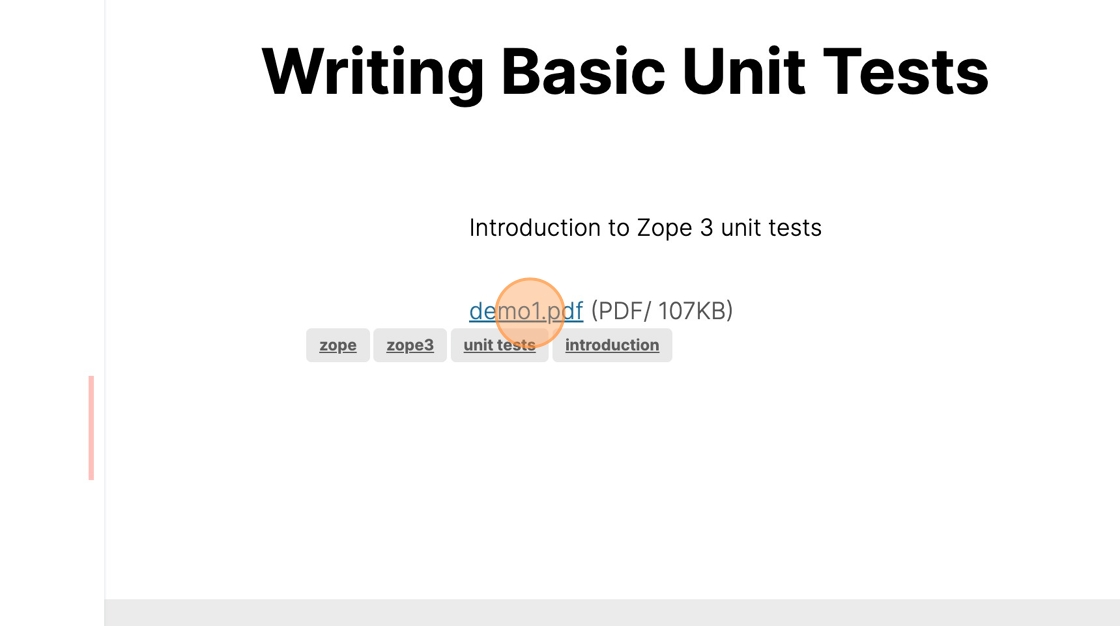 Writing Basic Unit Tests
Introduction to Zope 3 unit tests
demo1.pdf (PDF/ 107KB)
zope zope3 unit tests introduction